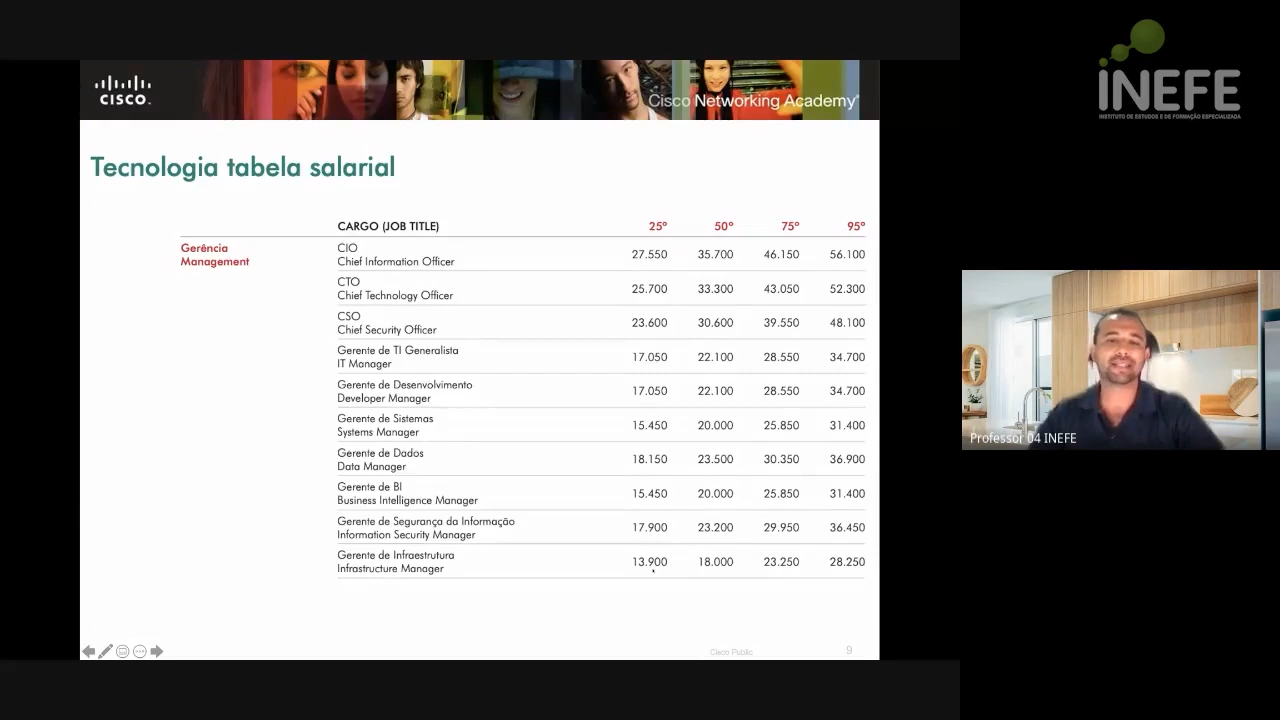 CISCO
Cisco Networking Academy®
INEFE
INSTITUTO DE ESTUDOS E DE FORMAÇÃO ESPECIALIZADA
Tecnologia tabela salarial
CARGO (JOB TITLE) 25º 50º 75º 95º
Gerência
Management
CIO
Chief Information Officer 27.550 35.700 46.150 56.100
CTO
Chief Technology Officer 25.700 33.300 43.050 52.300
CSO
Chief Security Officer 23.600 30.600 39.550 48.100
Gerente de TI Generalista
IT Manager 17.050 22.100 28.550 34.700
Gerente de Desenvolvimento
Developer Manager 17.050 22.100 28.550 34.700
Gerente de Sistemas
Systems Manager 15.450 20.000 25.850 31.400
Gerente de Dados
Data Manager 18.150 23.500 30.350 36.900
Gerente de BI
Business Intelligence Manager 15.450 20.000 25.850 31.400
Gerente de Segurança da Informação
Information Security Manager 17.900 23.200 29.950 36.450
Gerente de Infraestrutura
Infrastructure Manager 13.900 18.000 23.250 28.250
Cisco Public 9
Professor 04 INEFE